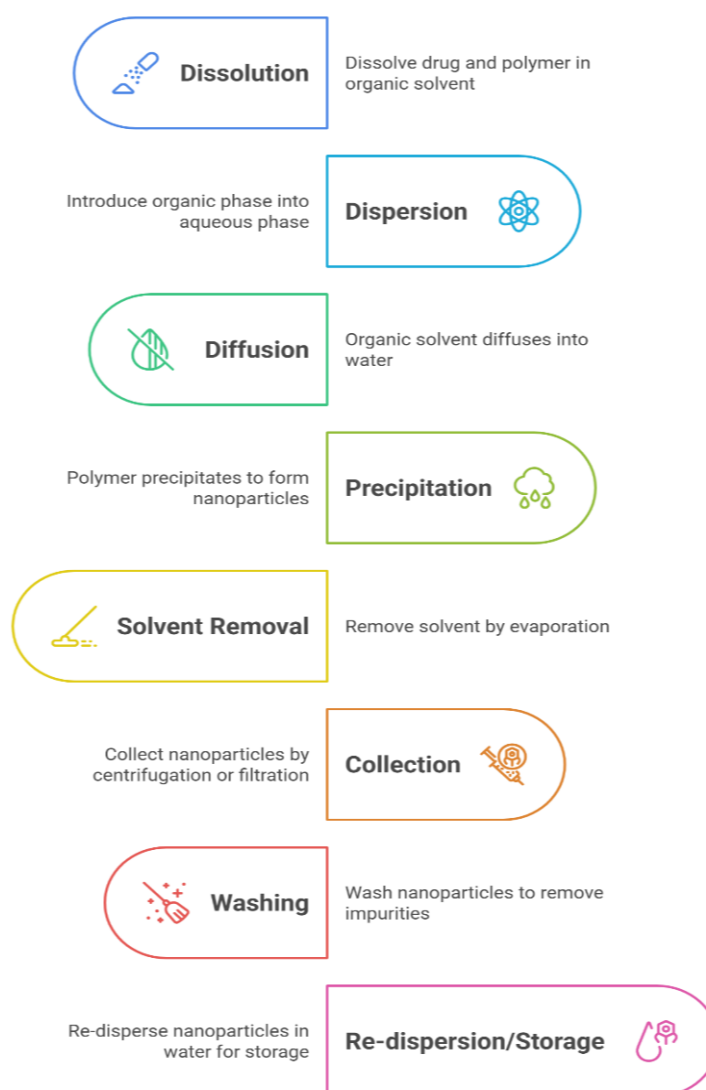 Dissolution
Dissolve drug and polymer in
organic solvent
Introduce organic phase into
aqueous phase
Dispersion
Diffusion
Organic solvent diffuses into
water
Polymer precipitates to form
nanoparticles
Precipitation
Solvent Removal
Remove solvent by evaporation
Collect nanoparticles by
centrifugation or filtration
Collection
Washing
Wash nanoparticles to remove
impurities
Re-disperse nanoparticles in
water for storage
Re-dispersion/Storage